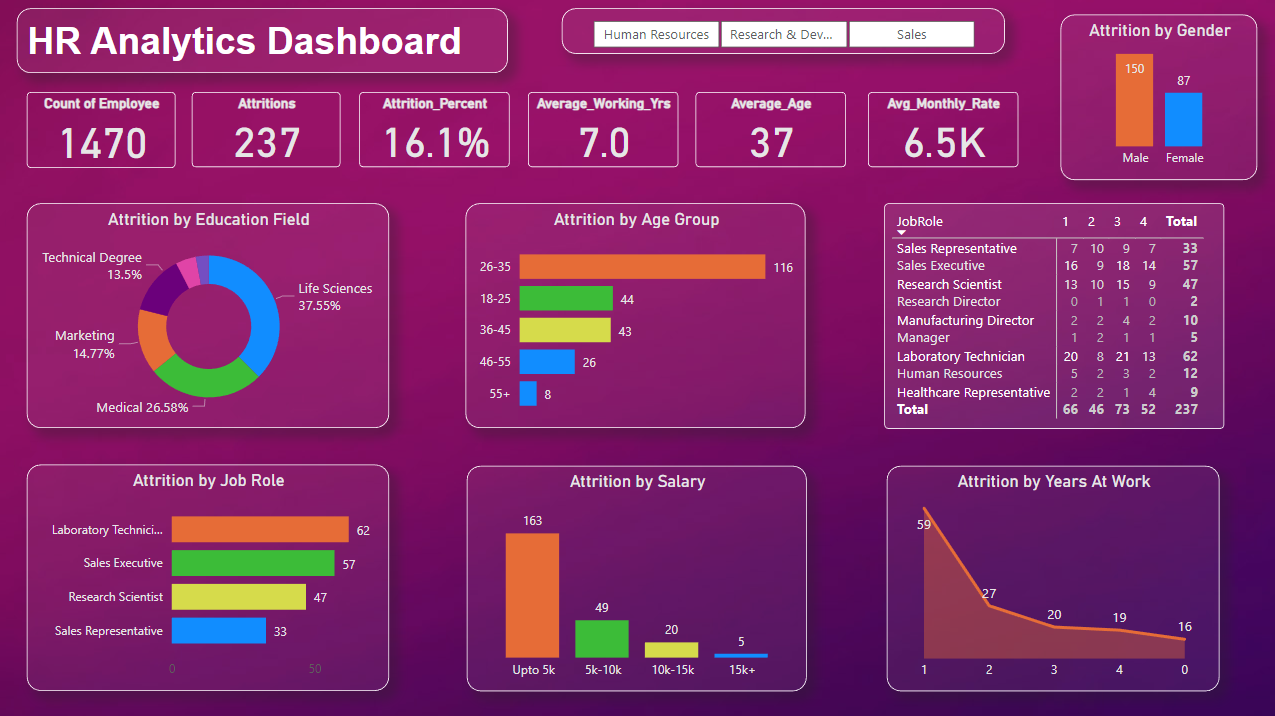 HR Analytics Dashboard
Human Resources
Research & Dev...
Sales
Attrition by Gender
150
87
Male
Female
Count of Employee
1470
Attritions
237
Attrition_Percent
16.1%
Average_Working_Yrs
7.0
Average_Age
37
Avg_Monthly_Rate
6.5K
Attrition by Education Field
Technical Degree
13.5%
Life Sciences
37.55%
Marketing
14.77%
Medical 26.58%
Attrition by Age Group
26-35 116
18-25 44
36-45 43
46-55 26
55+ 8
JobRole 1 2 3 4 Total
Sales Representative 7 10 9 7 33
Sales Executive 16 9 18 14 57
Research Scientist 13 10 15 9 47
Research Director 0 1 1 0 2
Manufacturing Director 2 2 4 2 10
Manager 1 2 1 1 5
Laboratory Technician 20 8 21 13 62
Human Resources 5 2 3 2 12
Healthcare Representative 2 2 1 4 9
Total 66 46 73 52 237
Attrition by Job Role
Laboratory Technici... 62
Sales Executive 57
Research Scientist 47
Sales Representative 33
0 50
Attrition by Salary
163
49
20
5
Upto 5k 5k-10k 10k-15k 15k+
Attrition by Years At Work
59
27
20
19
16
1 2 3 4 0